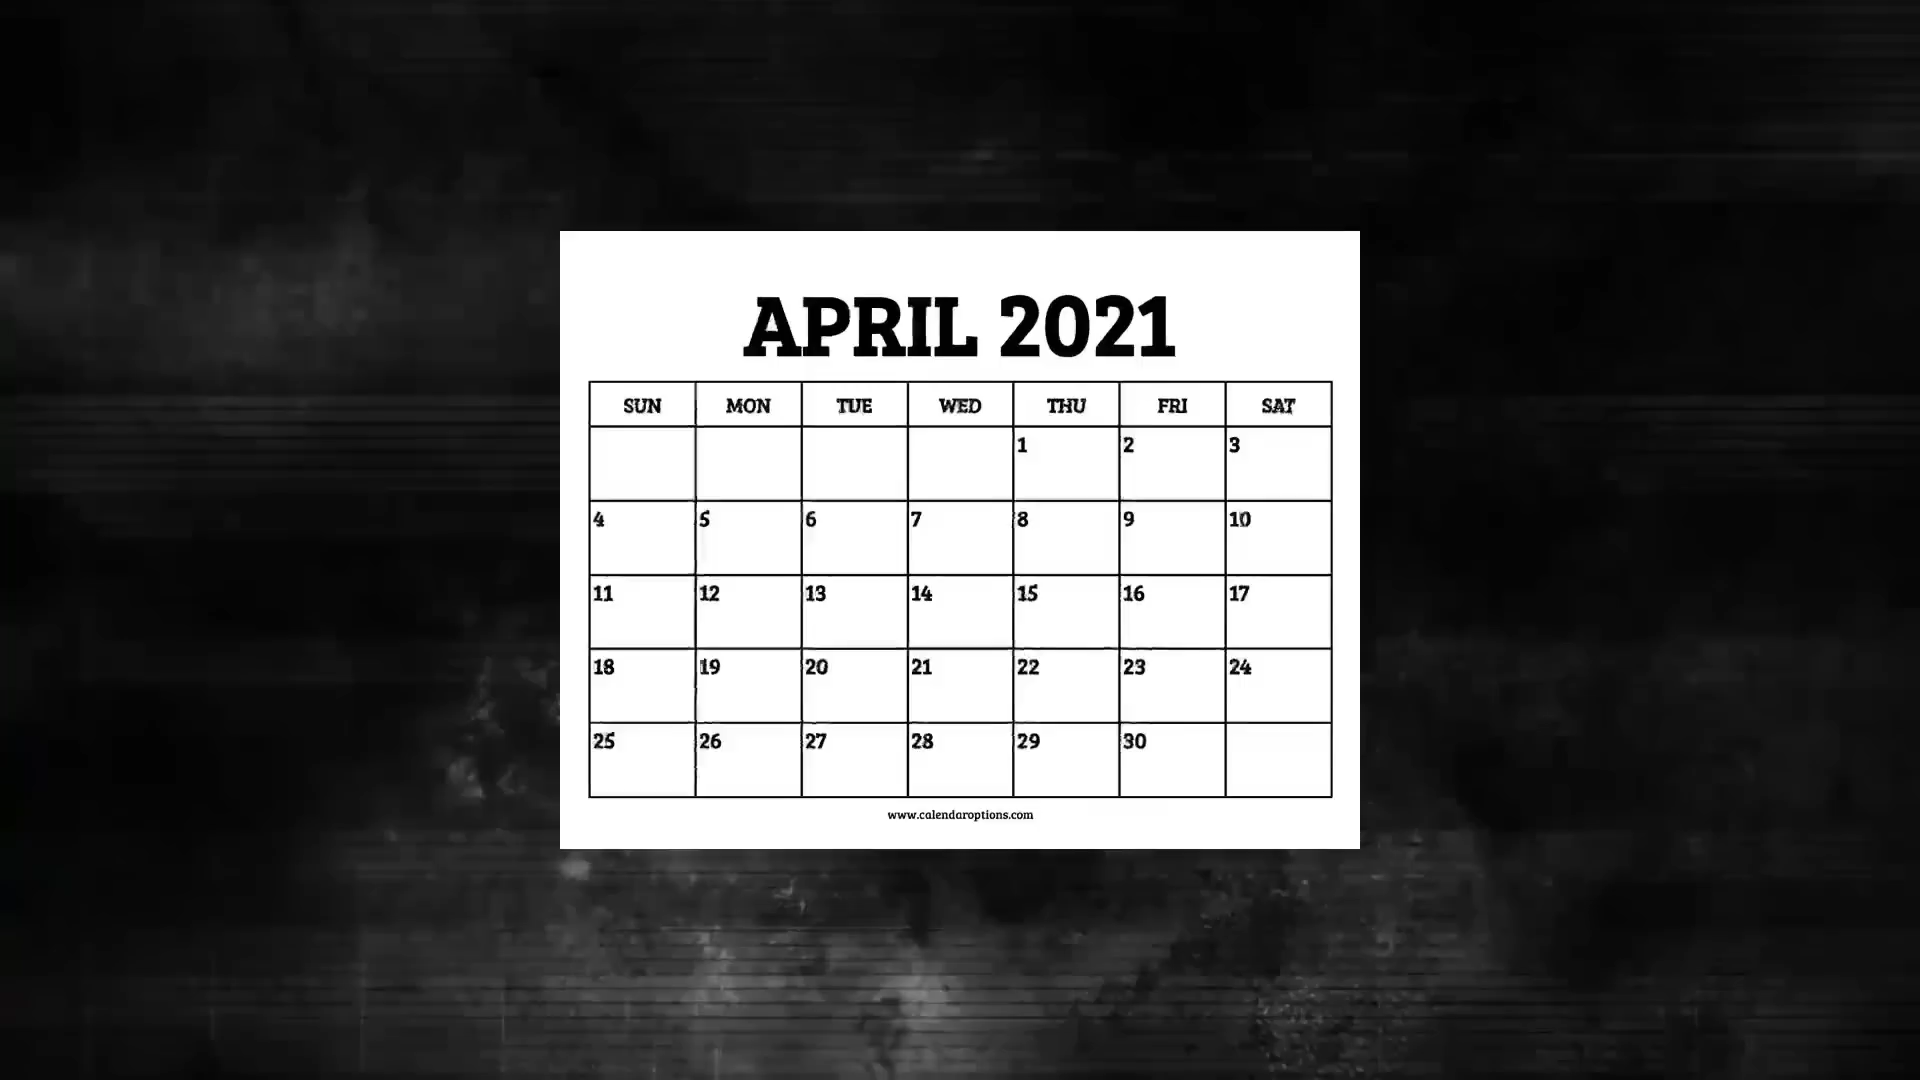 APRIL 2021
SUN MON TUE WED THU FRI SAT
1 2 3
4 5 6 7 8 9 10
11 12 13 14 15 16 17
18 19 20 21 22 23 24
25 26 27 28 29 30
www.calendaroptions.com